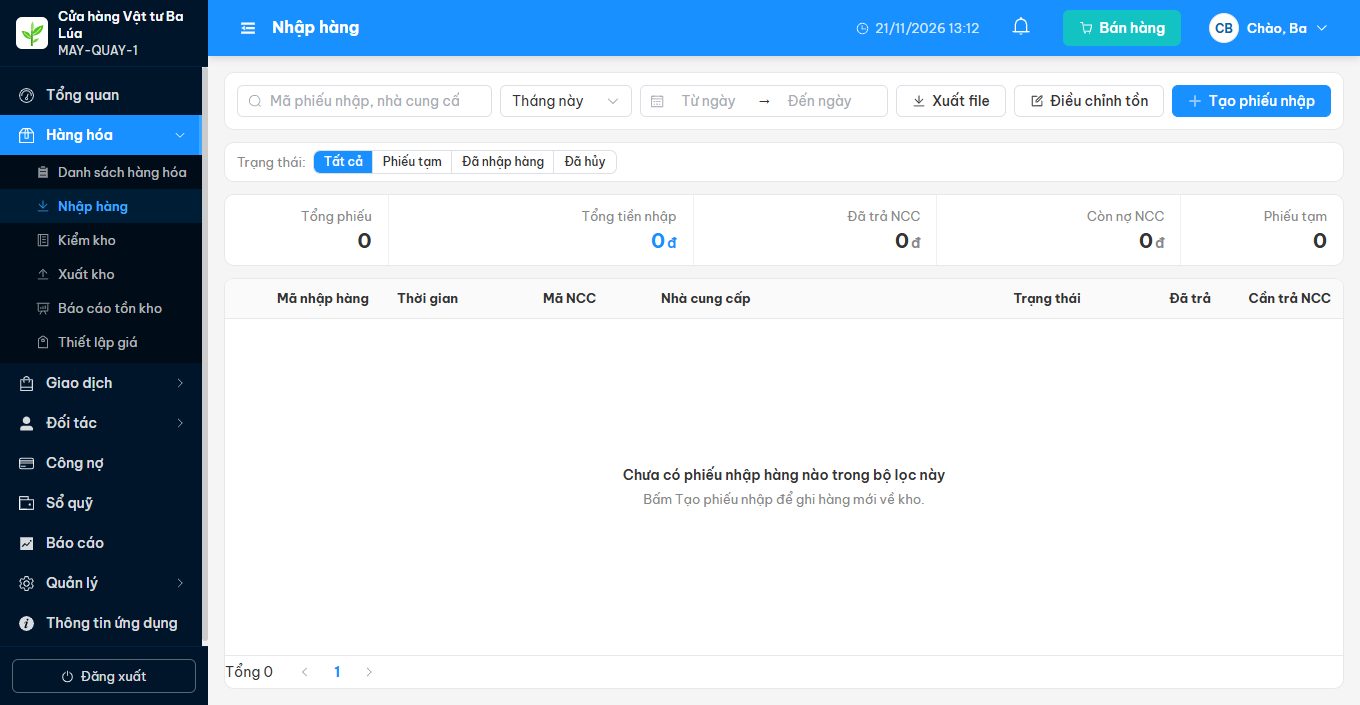 Cửa hàng Vật tư Ba
Lúa
MAY-QUAY-1
Nhập hàng
21/11/2026 13:12
Bán hàng
CB
Chào, Ba
Tổng quan
Hàng hóa
Danh sách hàng hóa
Nhập hàng
Kiểm kho
Xuất kho
Báo cáo tồn kho
Thiết lập giá
Giao dịch
Đối tác
Công nợ
Sổ quỹ
Báo cáo
Quản lý
Thông tin ứng dụng
Đăng xuất
Mã phiếu nhập, nhà cung cấ
Tháng này
Từ ngày → Đến ngày
Xuất file
Điều chỉnh tồn
Tạo phiếu nhập
Trạng thái: Tất cả Phiếu tạm Đã nhập hàng Đã hủy
Tổng phiếu
0
Tổng tiền nhập
0 đ
Đã trả NCC
0 đ
Còn nợ NCC
0 đ
Phiếu tạm
0
Mã nhập hàng Thời gian Mã NCC Nhà cung cấp Trạng thái Đã trả Cần trả NCC
Chưa có phiếu nhập hàng nào trong bộ lọc này
Bấm Tạo phiếu nhập để ghi hàng mới về kho.
Tổng 0
1